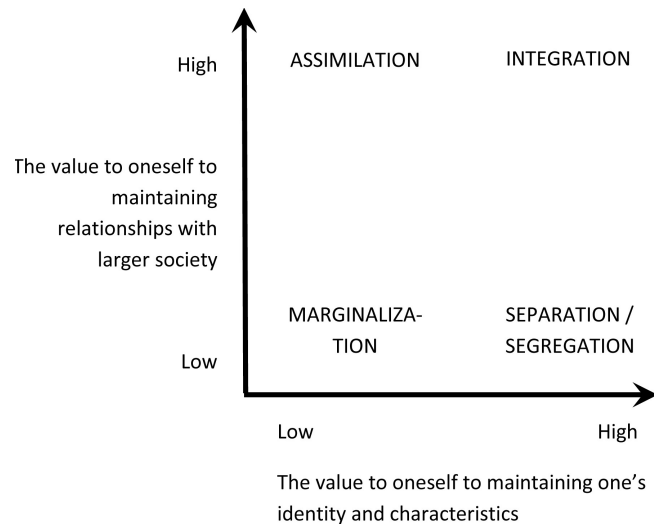 High
ASSIMILATION
INTEGRATION
The value to oneself to
maintaining
relationships with
larger society
MARGINALIZA-
TION
SEPARATION /
SEGREGATION
Low
Low
High
The value to oneself to maintaining one’s
identity and characteristics